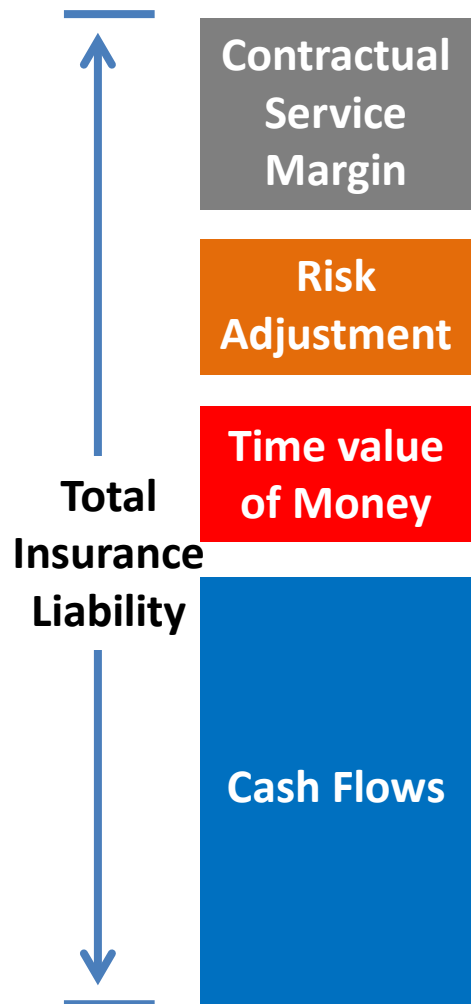 Contractual
Service
Margin
Risk
Adjustment
Time value
of Money
Total
Insurance
Liability
Cash Flows